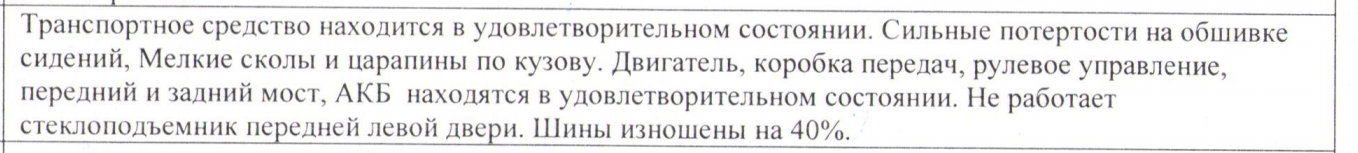 Транспортное средство находится в удовлетворительном состоянии. Сильные потертости на обшивке
сидений, Мелкие сколы и царапины по кузову. Двигатель, коробка передач, рулевое управление,
передний и задний мост, АКБ  находятся в удовлетворительном состоянии. Не работает
стеклоподъемник передней левой двери. Шины изношены на 40%.